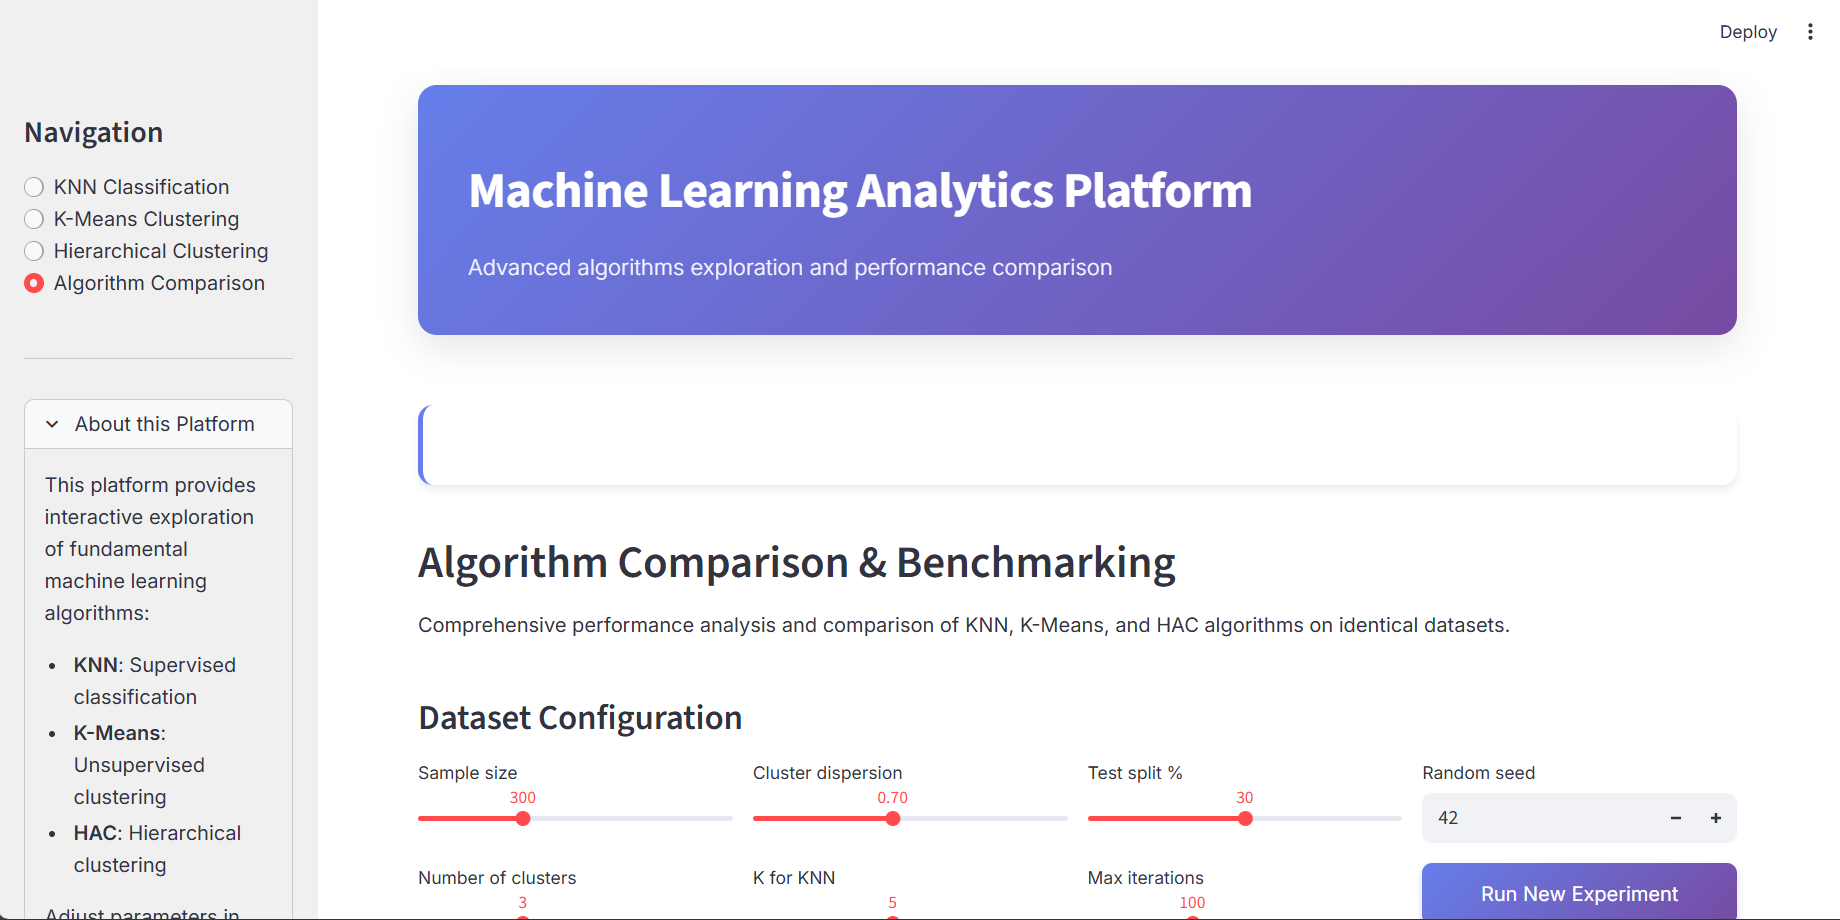 Deploy
Navigation
KNN Classification
K-Means Clustering
Hierarchical Clustering
Algorithm Comparison
About this Platform
This platform provides
interactive exploration
of fundamental
machine learning
algorithms:
KNN: Supervised
classification
K-Means:
Unsupervised
clustering
HAC: Hierarchical
clustering
Adjust parameters in
Machine Learning Analytics Platform
Advanced algorithms exploration and performance comparison
Algorithm Comparison & Benchmarking
Comprehensive performance analysis and comparison of KNN, K-Means, and HAC algorithms on identical datasets.
Dataset Configuration
Sample size
300
Cluster dispersion
0.70
Test split %
30
Random seed
42
Number of clusters
3
K for KNN
5
Max iterations
100
Run New Experiment